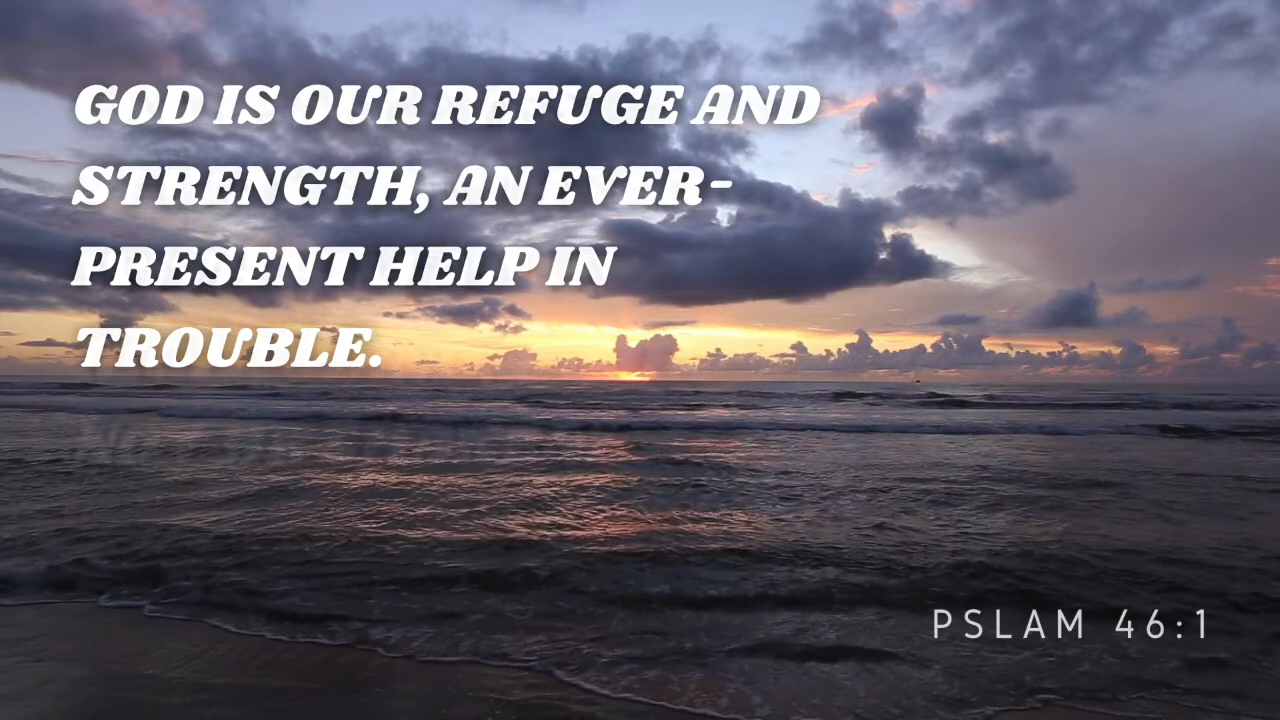 GOD IS OUR REFUGE AND
STRENGTH, AN EVER-
PRESENT HELP IN
TROUBLE.
PSLAM 46:1